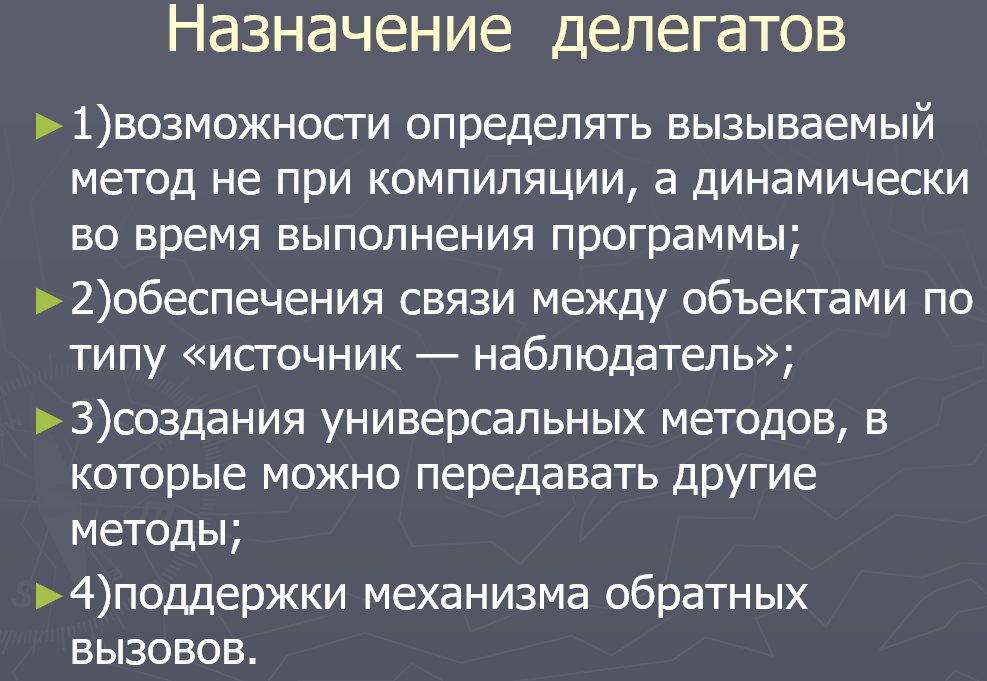 Назначение делегатов
►1)возможности определять вызываемый
метод не при компиляции, а динамически
во время выполнения программы;
►2)обеспечения связи между объектами по
типу «источник — наблюдатель»;
►3)создания универсальных методов, в
которые можно передавать другие
методы;
►4)поддержки механизма обратных
вызовов.